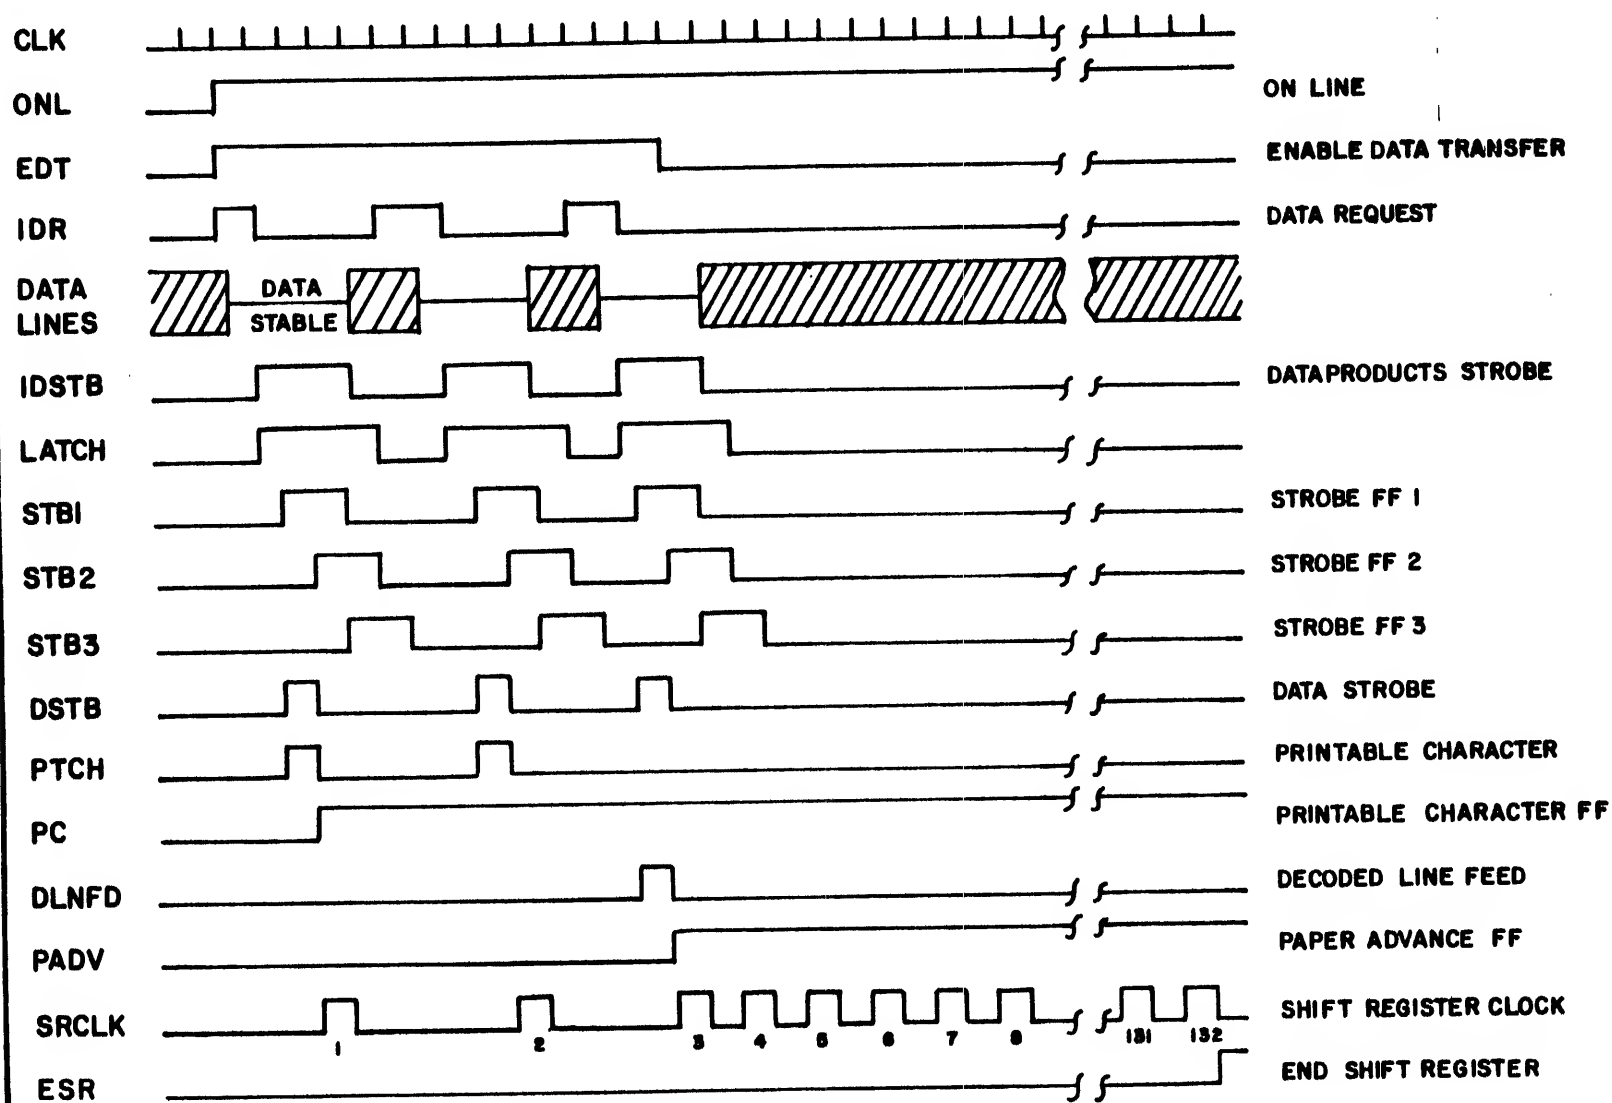 CLK
ONL ON LINE
EDT ENABLE DATA TRANSFER
IDR DATA REQUEST
DATA LINES DATA STABLE
IDSTB DATAPRODUCTS STROBE
LATCH
STB1 STROBE FF 1
STB2 STROBE FF 2
STB3 STROBE FF 3
DSTB DATA STROBE
PTCH PRINTABLE CHARACTER
PC PRINTABLE CHARACTER FF
DLNFD DECODED LINE FEED
PADV PAPER ADVANCE FF
SRCLK SHIFT REGISTER CLOCK
1 2 3 4 5 6 7 8 131 132
ESR END SHIFT REGISTER